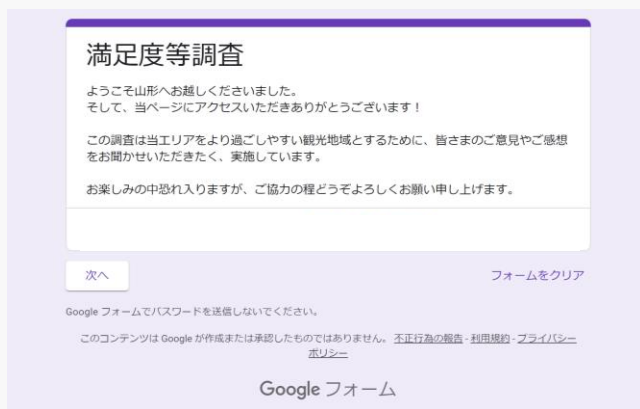 満足度等調査
ようこそ山形へお越しくださいました。
そして、当ページにアクセスいただきありがとうございます！
この調査は当エリアをより過ごしやすい観光地域とするために、皆さまのご意見やご感想
をお聞かせいただきたく、実施しています。
お楽しみの中恐れ入りますが、ご協力の程どうぞよろしくお願い申し上げます。
次へ
フォームをクリア
Google フォームでパスワードを送信しないでください。
このコンテンツは Google が作成または承認したものではありません。 不正行為の報告 - 利用規約 - プライバシー
ポリシー
Google フォーム